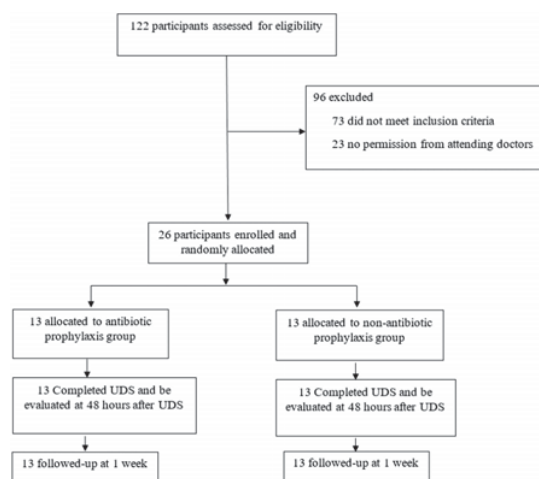 122 participants assessed for eligibility
96 excluded
73 did not meet inclusion criteria
23 no permission from attending doctors
26 participants enrolled and
randomly allocated
13 allocated to antibiotic
prophylaxis group
13 allocated to non-antibiotic
prophylaxis group
13 Completed UDS and be
evaluated at 48 hours after UDS
13 Completed UDS and be
evaluated at 48 hours after UDS
13 followed-up at 1 week
13 followed-up at 1 week